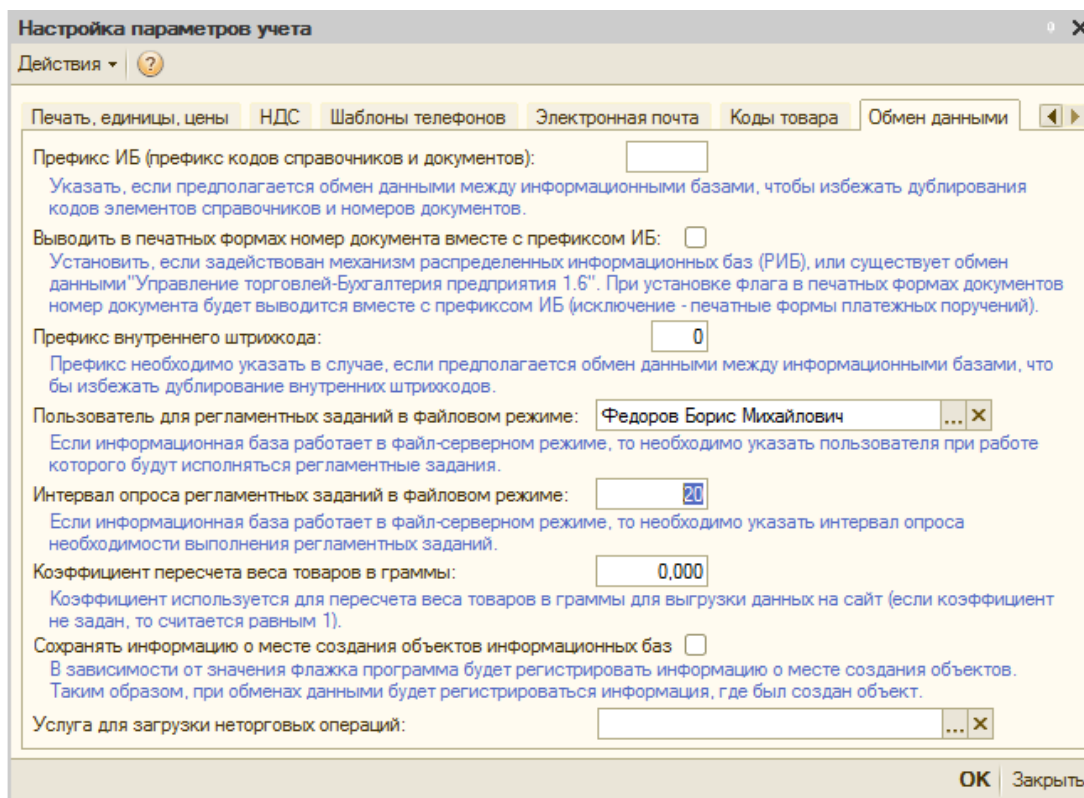 Настройка параметров учета
Действия
Печать, единицы, цены НДС Шаблоны телефонов Электронная почта Коды товара Обмен данными
Префикс ИБ (префикс кодов справочников и документов):
Указать, если предполагается обмен данными между информационными базами, чтобы избежать дублирования
кодов элементов справочников и номеров документов.
Выводить в печатных формах номер документа вместе с префиксом ИБ:
Установить, если задействован механизм распределенных информационных баз (РИБ), или существует обмен
данными"Управление торговлей-Бухгалтерия предприятия 1.6". При установке флага в печатных формах документов
номер документа будет выводится вместе с префиксом ИБ (исключение - печатные формы платежных поручений).
Префикс внутреннего штрихкода: 0
Префикс необходимо указать в случае, если предполагается обмен данными между информационными базами, что
бы избежать дублирование внутренних штрихкодов.
Пользователь для регламентных заданий в файловом режиме: Федоров Борис Михайлович ...
Если информационная база работает в файл-серверном режиме, то необходимо указать пользователя при работе
которого будут исполняться регламентные задания.
Интервал опроса регламентных заданий в файловом режиме: 20
Если информационная база работает в файл-серверном режиме, то необходимо указать интервал опроса
необходимости выполнения регламентных заданий.
Коэффициент пересчета веса товаров в граммы: 0,000
Коэффициент используется для пересчета веса товаров в граммы для выгрузки данных на сайт (если коэффициент
не задан, то считается равным 1).
Сохранять информацию о месте создания объектов информационных баз
В зависимости от значения флажка программа будет регистрировать информацию о месте создания объектов.
Таким образом, при обменах данными будет регистрироваться информация, где был создан объект.
Услуга для загрузки неторговых операций: ...
OK Закрыть